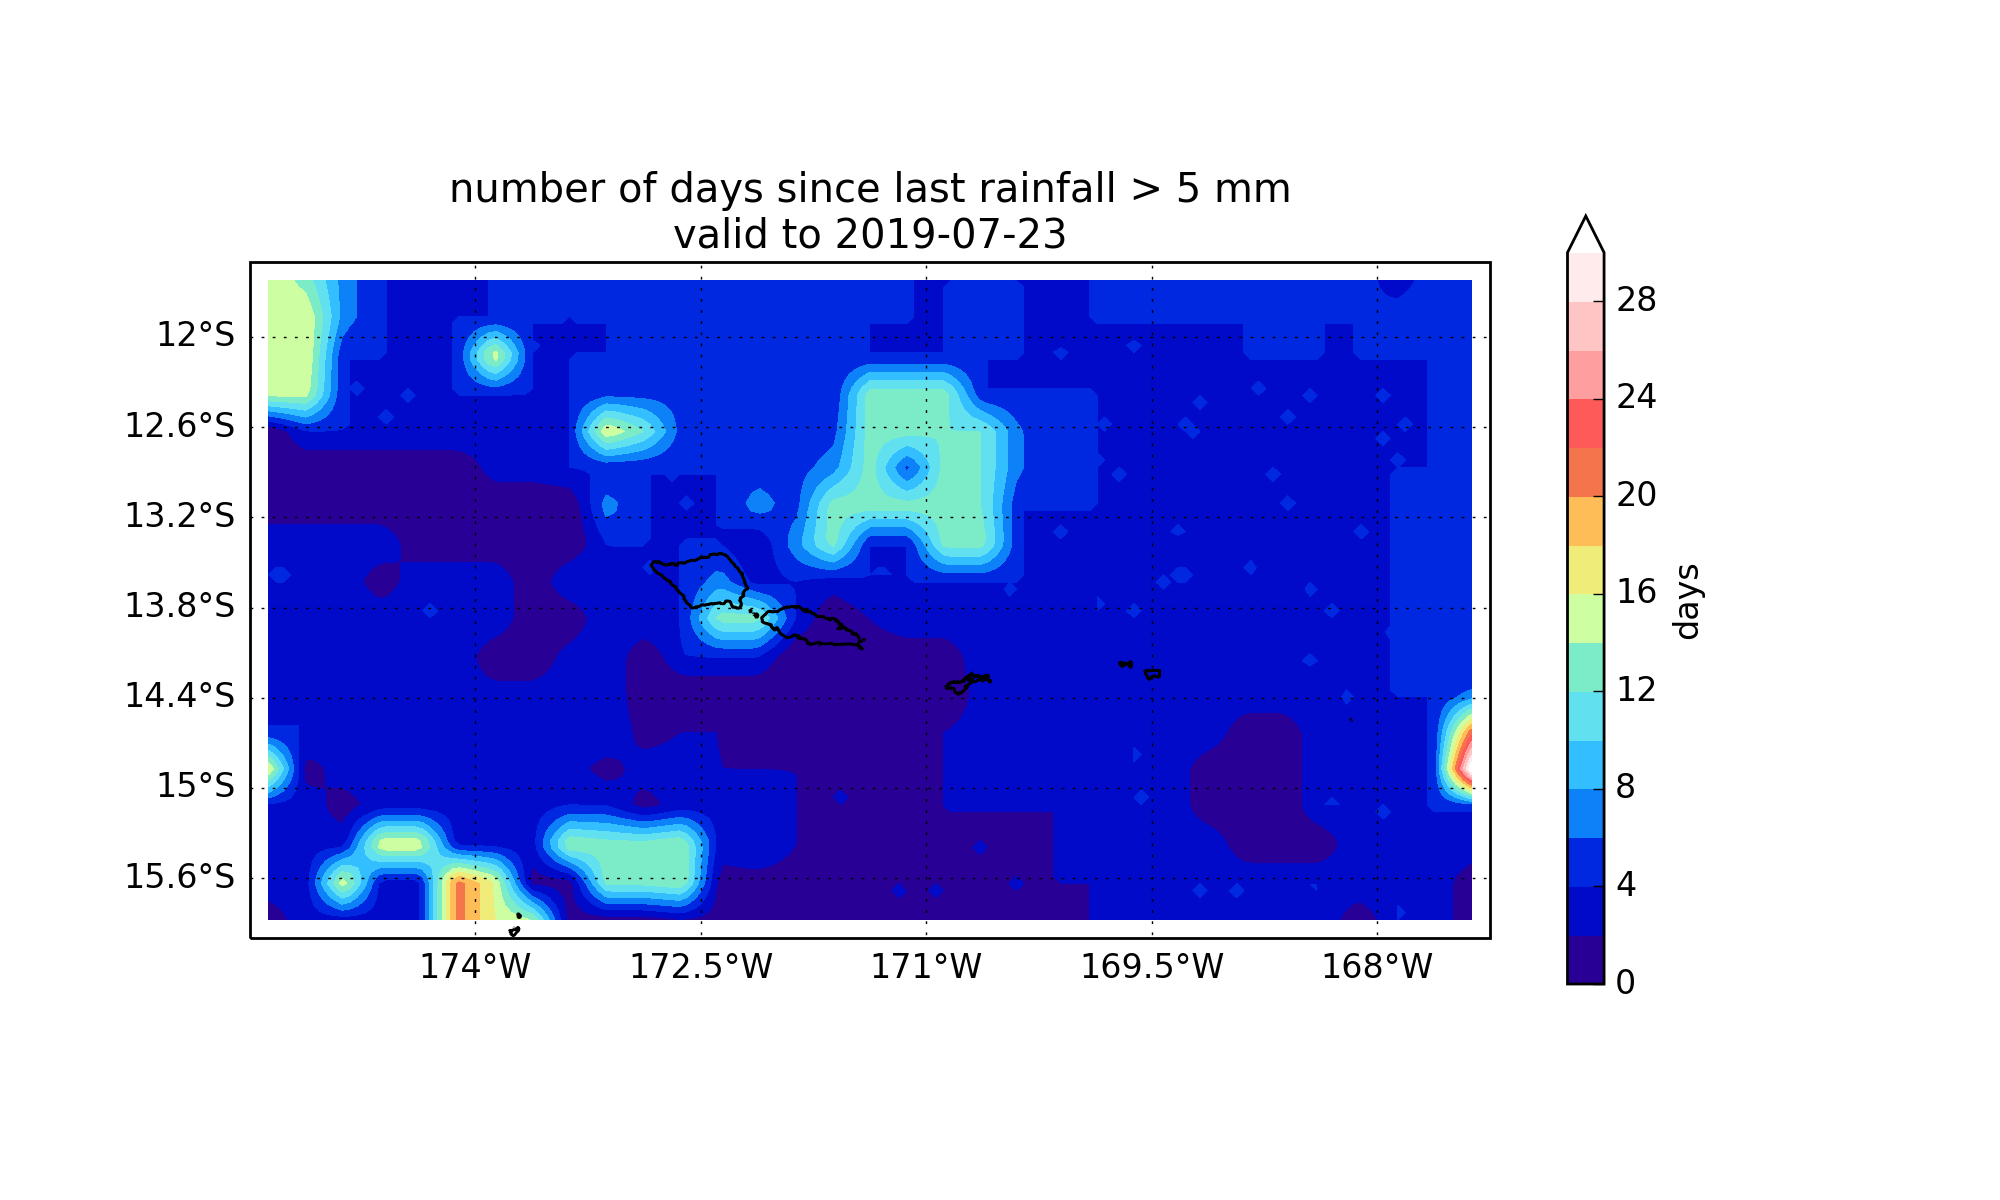 number of days since last rainfall > 5 mm
valid to 2019-07-23
12°S
12.6°S
13.2°S
13.8°S
14.4°S
15°S
15.6°S
174°W
172.5°W
171°W
169.5°W
168°W
28
24
20
16
12
8
4
0
days